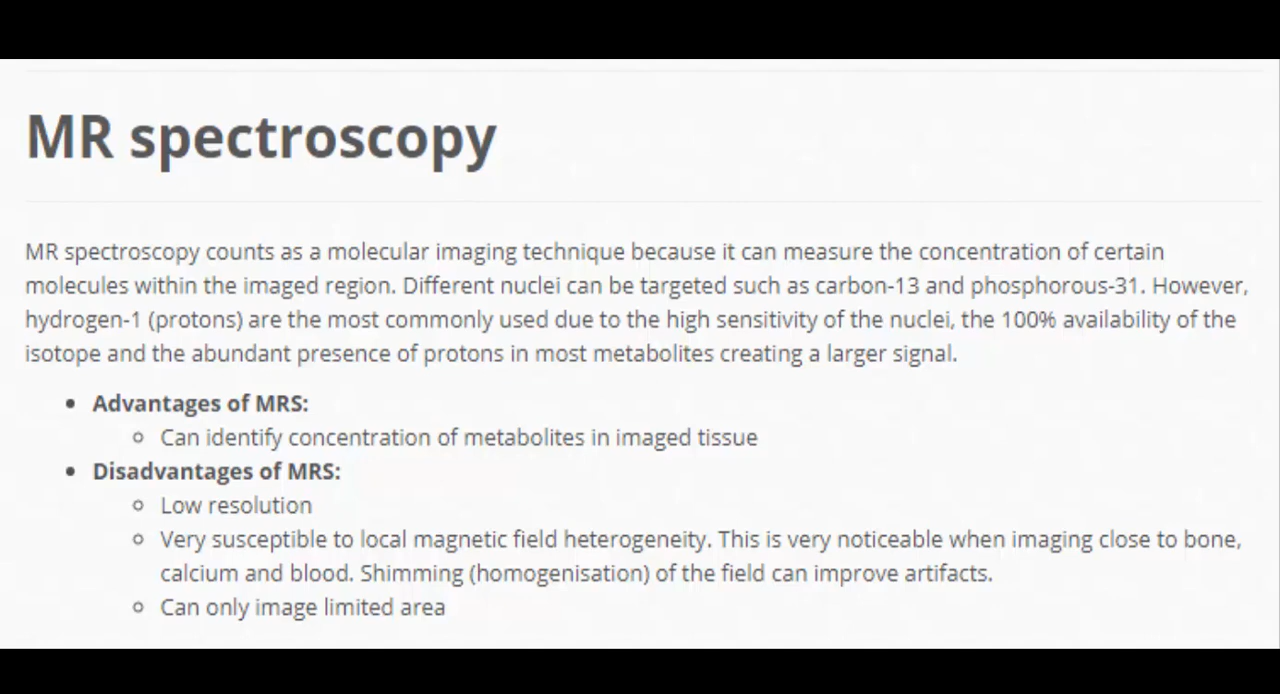 MR spectroscopy
MR spectroscopy counts as a molecular imaging technique because it can measure the concentration of certain
molecules within the imaged region. Different nuclei can be targeted such as carbon-13 and phosphorous-31. However,
hydrogen-1 (protons) are the most commonly used due to the high sensitivity of the nuclei, the 100% availability of the
isotope and the abundant presence of protons in most metabolites creating a larger signal.
• Advantages of MRS:
◦ Can identify concentration of metabolites in imaged tissue
• Disadvantages of MRS:
◦ Low resolution
◦ Very susceptible to local magnetic field heterogeneity. This is very noticeable when imaging close to bone,
calcium and blood. Shimming (homogenisation) of the field can improve artifacts.
◦ Can only image limited area